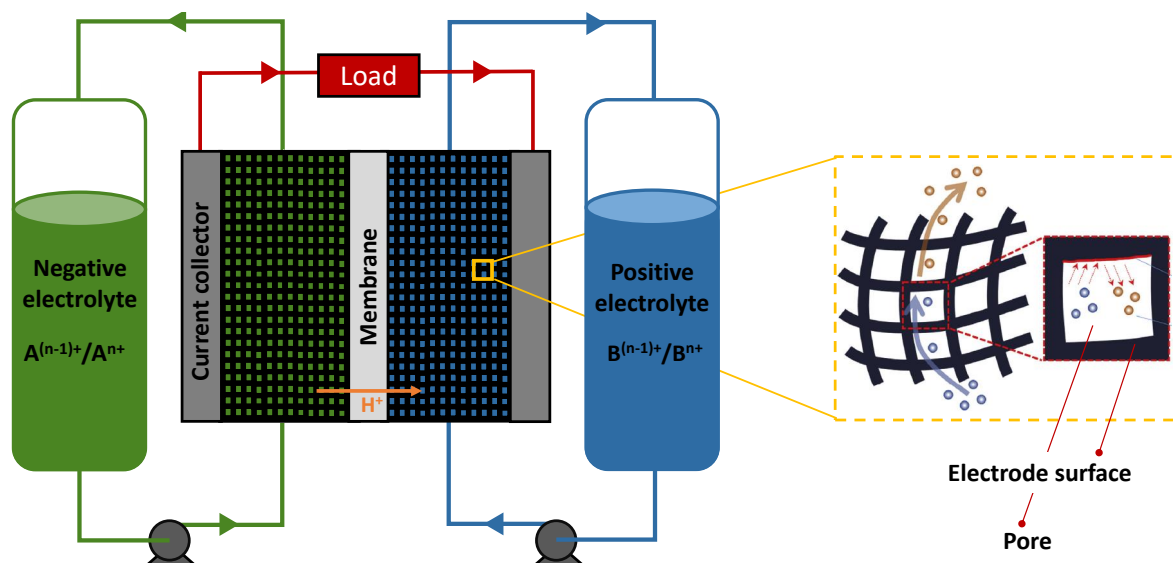 Load
Negative
electrolyte
A⁽ⁿ⁻¹⁾⁺/Aⁿ⁺
Current collector
Membrane
H⁺
Positive
electrolyte
B⁽ⁿ⁻¹⁾⁺/Bⁿ⁺
Electrode surface
Pore